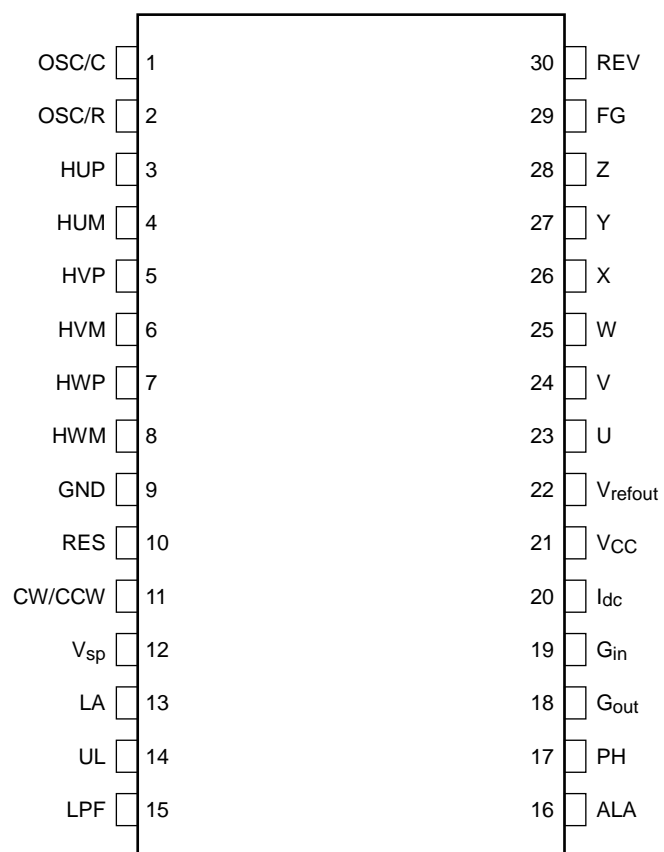 OSC/C 1 30 REV
OSC/R 2 29 FG
HUP 3 28 Z
HUM 4 27 Y
HVP 5 26 X
HVM 6 25 W
HWP 7 24 V
HWM 8 23 U
GND 9 22 Vrefout
RES 10 21 VCC
CW/CCW 11 20 Idc
Vsp 12 19 Gin
LA 13 18 Gout
UL 14 17 PH
LPF 15 16 ALA